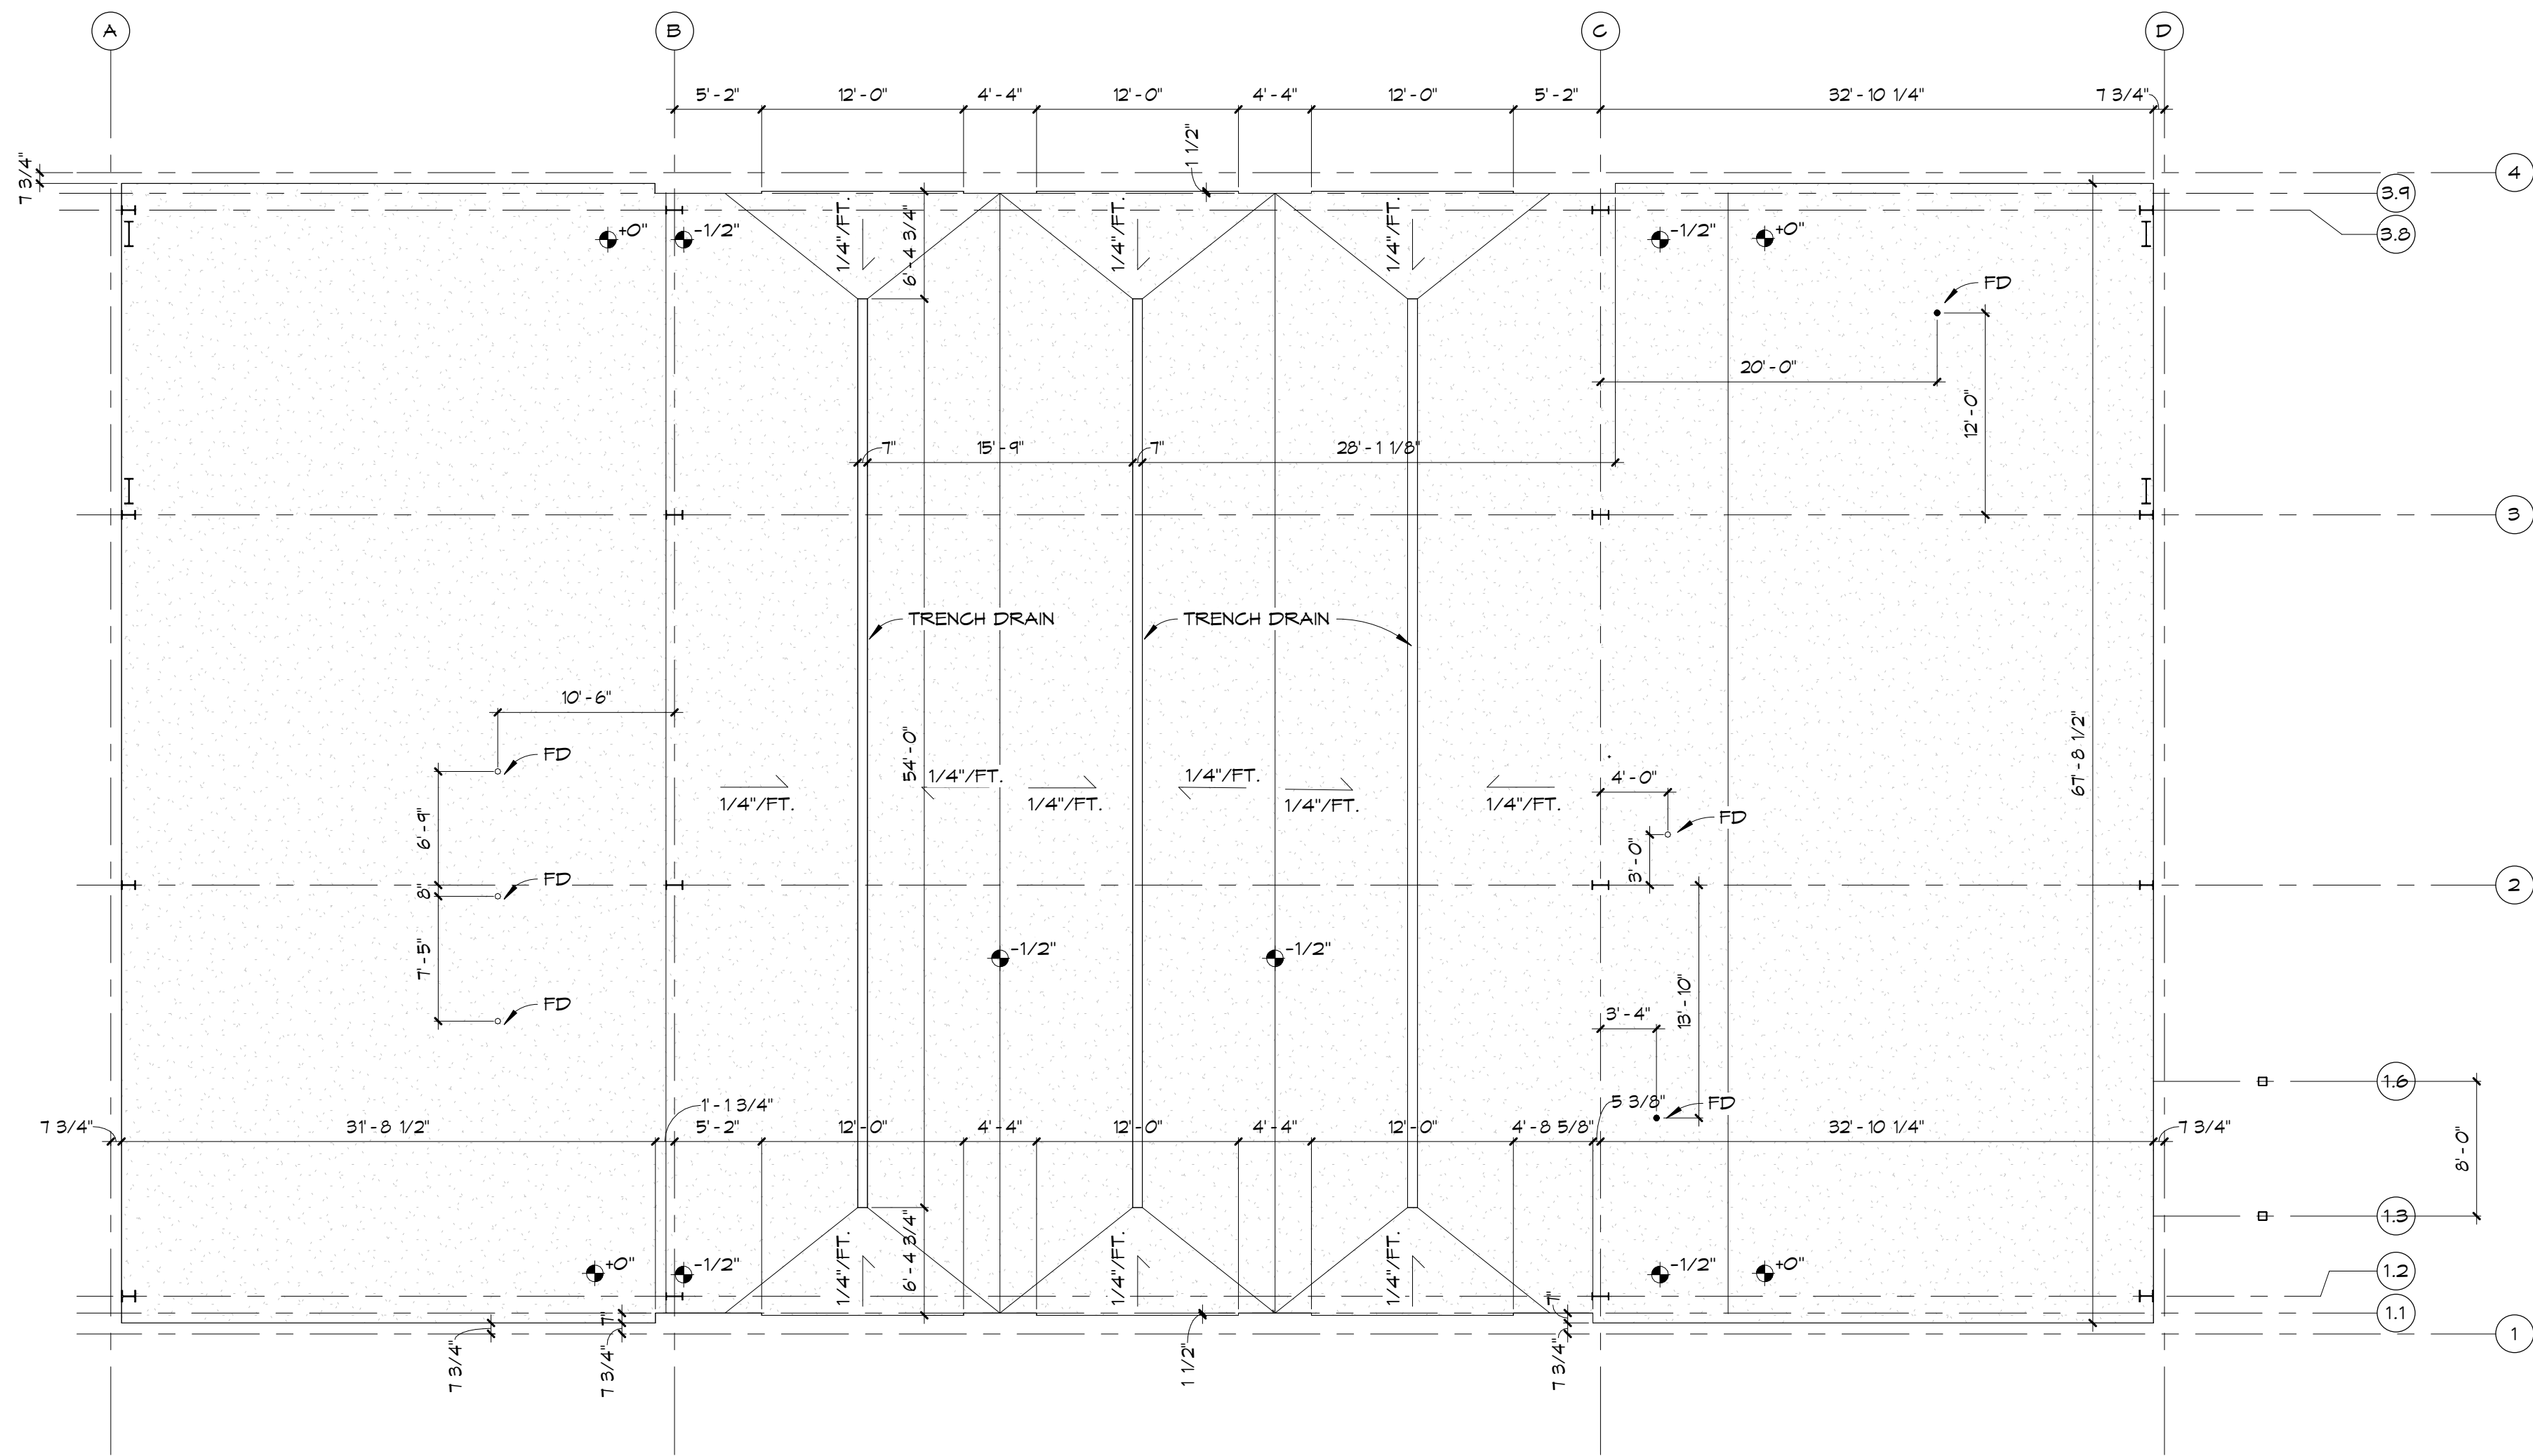 A
B
C
D
5'-2"
12'-0"
4'-4"
12'-0"
4'-4"
12'-0"
5'-2"
32'-10 1/4"
7 3/4"
7 3/4"
1 1/2"
4
3.9
3.8
+0"
-1/2"
1/4"/FT.
6'-4 3/4"
1/4"/FT.
1/4"/FT.
-1/2"
+0"
FD
20'-0"
12'-0"
7"
15'-9"
7"
28'-1 1/8"
3
TRENCH DRAIN
TRENCH DRAIN
10'-6"
FD
54'-0"
67'-8 1/2"
1/4"/FT.
1/4"/FT.
1/4"/FT.
1/4"/FT.
1/4"/FT.
1/4"/FT.
4'-0"
FD
6'-9"
3'-0"
FD
8"
2
7'-5"
-1/2"
-1/2"
13'-10"
FD
3'-4"
1.6
7 3/4"
31'-8 1/2"
1'-1 3/4"
5'-2"
12'-0"
4'-4"
12'-0"
4'-4"
12'-0"
4'-8 5/8"
5 3/8"
FD
32'-10 1/4"
7 3/4"
8'-0"
1.3
+0"
-1/2"
1/4"/FT.
6'-4 3/4"
1/4"/FT.
1/4"/FT.
-1/2"
+0"
1.2
7"
7"
1.1
1
7 3/4"
7 3/4"
1 1/2"
7 3/4"